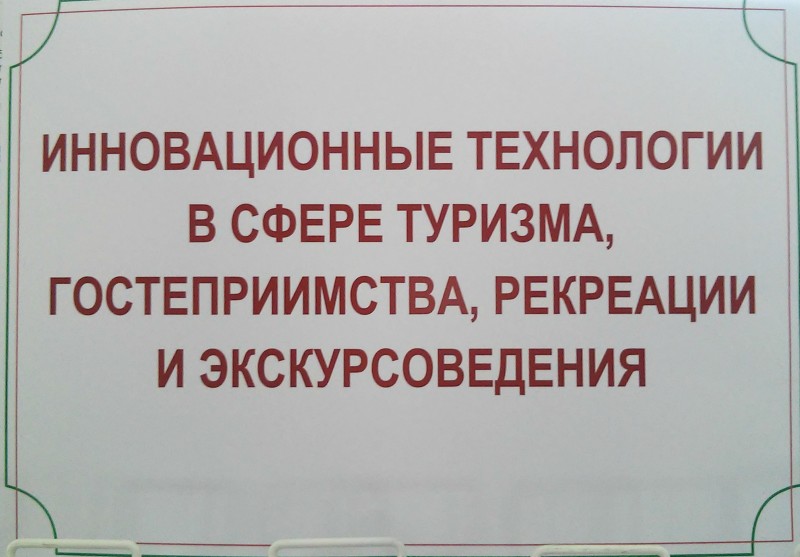 ИННОВАЦИОННЫЕ ТЕХНОЛОГИИ
В СФЕРЕ ТУРИЗМА,
ГОСТЕПРИИМСТВА, РЕКРЕАЦИИ
И ЭКСКУРСОВЕДЕНИЯ